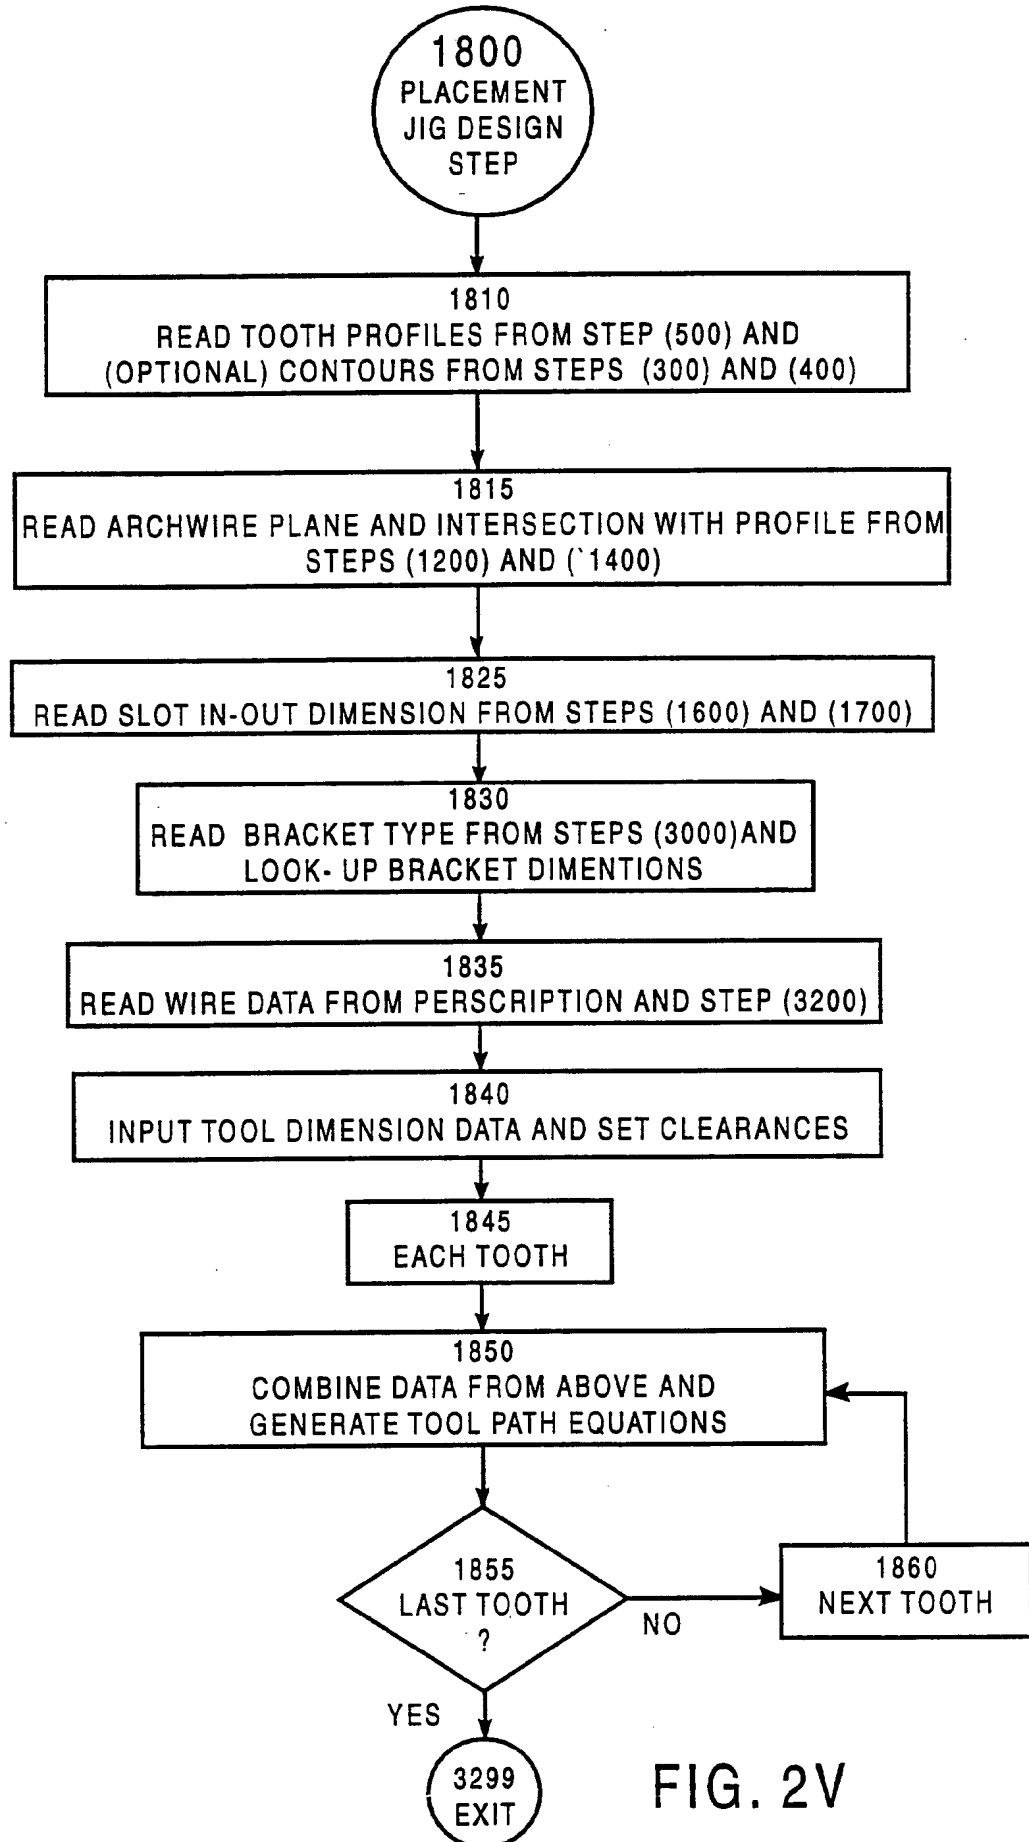 1800
PLACEMENT
JIG DESIGN
STEP
1810
READ TOOTH PROFILES FROM STEP (500) AND
(OPTIONAL) CONTOURS FROM STEPS (300) AND (400)
1815
READ ARCHWIRE PLANE AND INTERSECTION WITH PROFILE FROM
STEPS (1200) AND (`1400)
1825
READ SLOT IN-OUT DIMENSION FROM STEPS (1600) AND (1700)
1830
READ BRACKET TYPE FROM STEPS (3000)AND
LOOK- UP BRACKET DIMENTIONS
1835
READ WIRE DATA FROM PERSCRIPTION AND STEP (3200)
1840
INPUT TOOL DIMENSION DATA AND SET CLEARANCES
1845
EACH TOOTH
1850
COMBINE DATA FROM ABOVE AND
GENERATE TOOL PATH EQUATIONS
1855
LAST TOOTH
?
NO
1860
NEXT TOOTH
YES
3299
EXIT
FIG. 2V